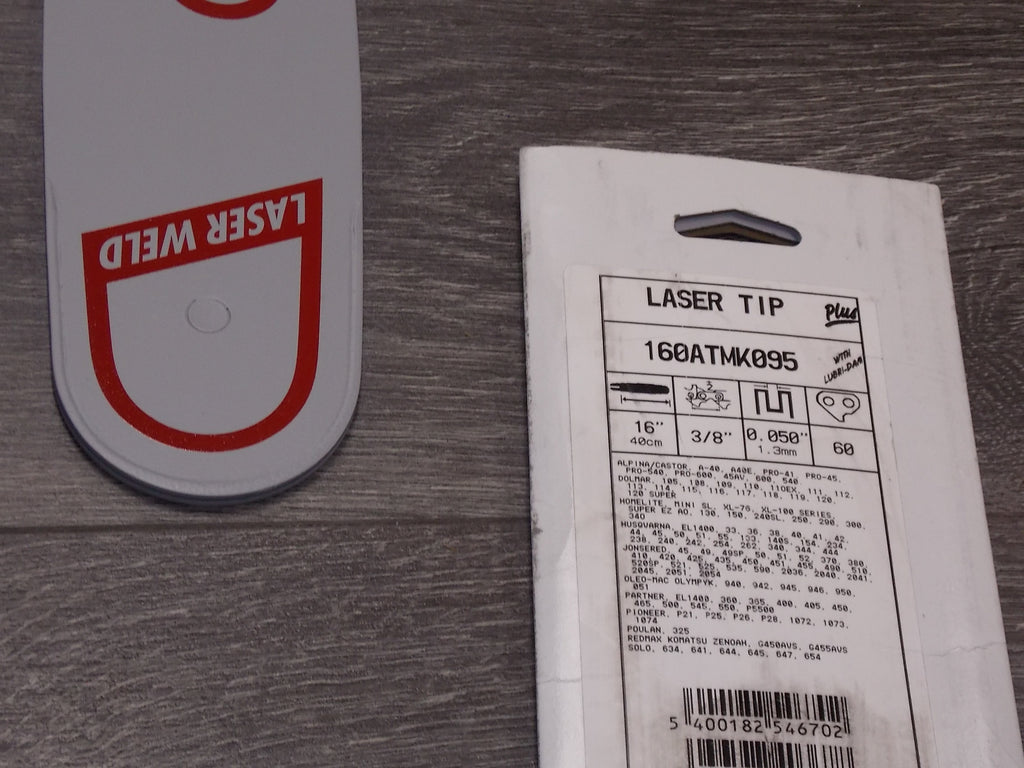 LASER WELD
LASER TIP Plus
160ATMK095 WITH LUBRI-DAM
16" 3/8" 0.050" 60
40cm 1.3mm
ALPINA/CASTOR, A-40, A40E, PRO-41, PRO-45,
PRO-540, PRO-600, 45AV, 600, 540
DOLMAR, 105, 108, 109, 110, 110EX, 111, 112,
113, 114, 115, 116, 117, 118, 119, 120,
120 SUPER
HOMELITE, MINI SL, XL-76, XL-100 SERIES,
SUPER EZ AO, 130, 150, 240SL, 250, 290, 300,
340
HUSQVARNA, EL1400, 33, 36, 38, 40, 41, 42,
44, 45, 50, 51, 55, 133, 140S, 154, 234,
238, 240, 242, 254, 262, 340, 344, 444
JONSERED, 45, 49, 49SP, 50, 51, 52, 370, 380,
410, 420, 425, 435, 450, 451, 455, 490, 510
520SP, 521, 525, 535, 590, 2036, 2040, 2041,
2045, 2051, 2054
OLEO-MAC OLYMPYK, 940, 942, 945, 946, 950,
051
PARTNER, EL1400, 360, 365, 400, 405, 450,
465, 500, 545, 550, P5500
PIONEER, P21, P25, P26, P28, 1072, 1073,
1074
POULAN, 325
REDMAX KOMATSU ZENOAH, G450AVS, G455AVS
SOLO, 634, 641, 644, 645, 647, 654
5 400182 546702